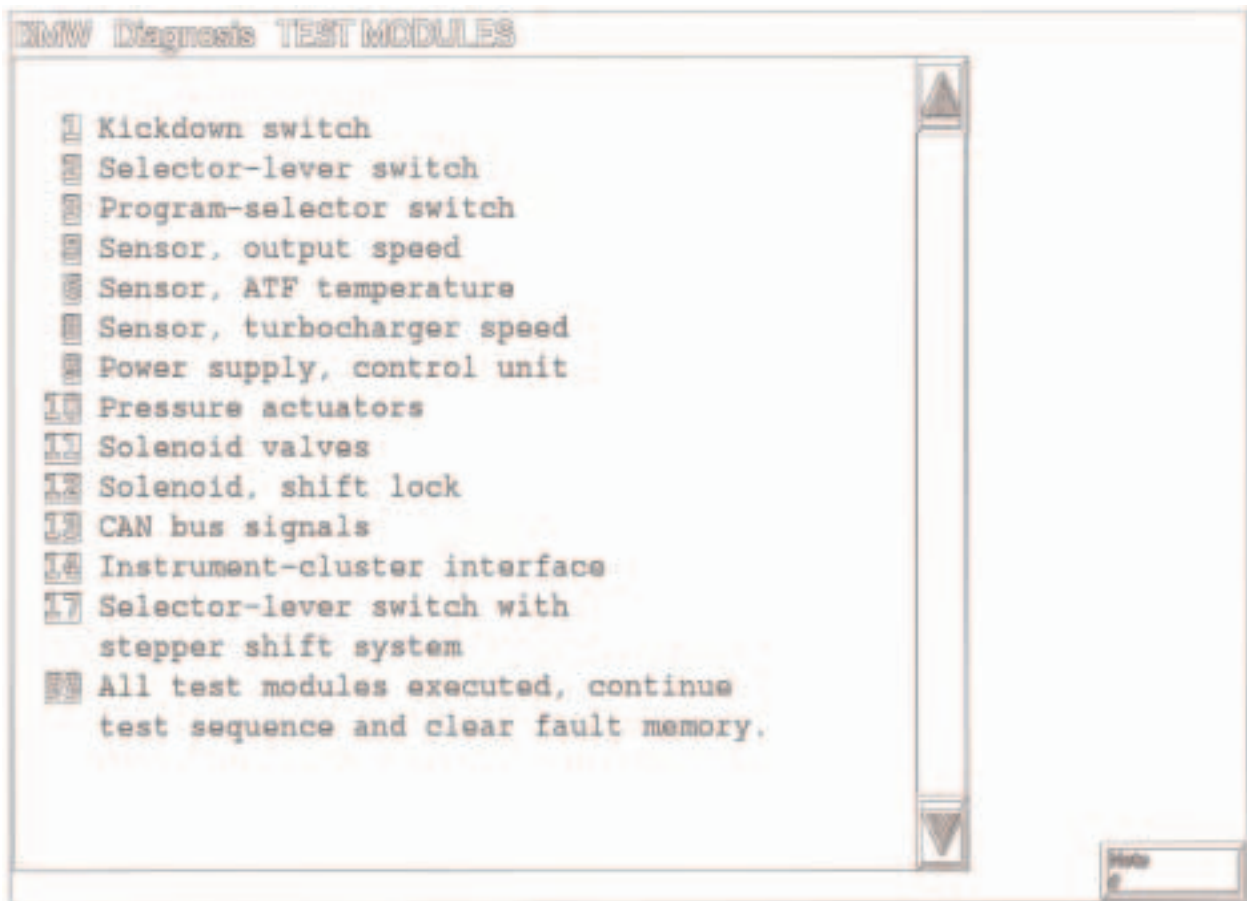 BMW Diagnosis TEST MODULES
1 Kickdown switch
2 Selector-lever switch
Program-selector switch
Sensor, output speed
Sensor, ATF temperature
Sensor, turbocharger speed
Power supply, control unit
10 Pressure actuators
11 Solenoid valves
12 Solenoid, shift lock
13 CAN bus signals
14 Instrument-cluster interface
17 Selector-lever switch with
stepper shift system
99 All test modules executed, continue
test sequence and clear fault memory.
Note